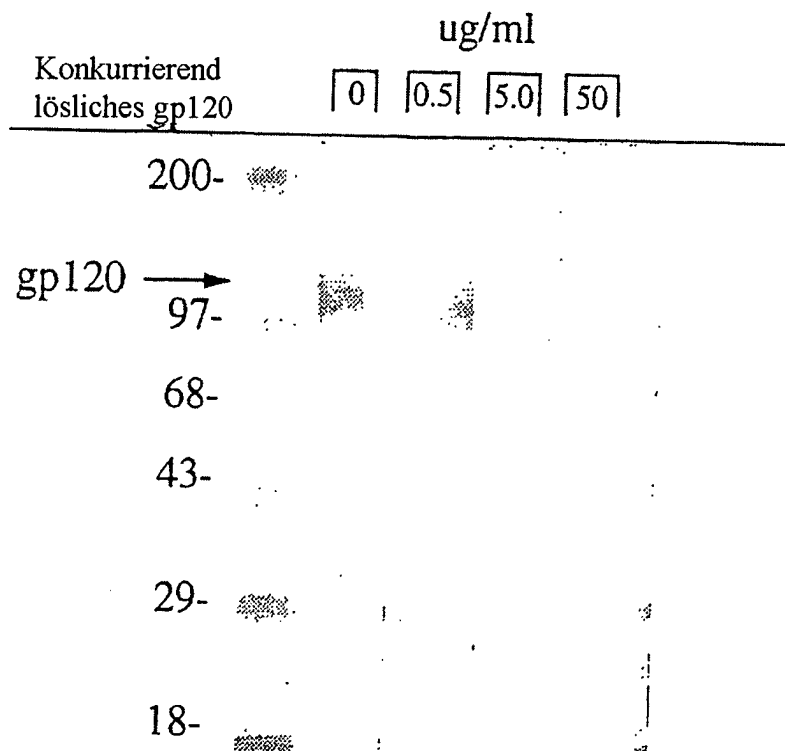 ug/ml
Konkurrierend
lösliches gp120
0 0.5 5.0 50
200-
gp120
97-
68-
43-
29-
18-